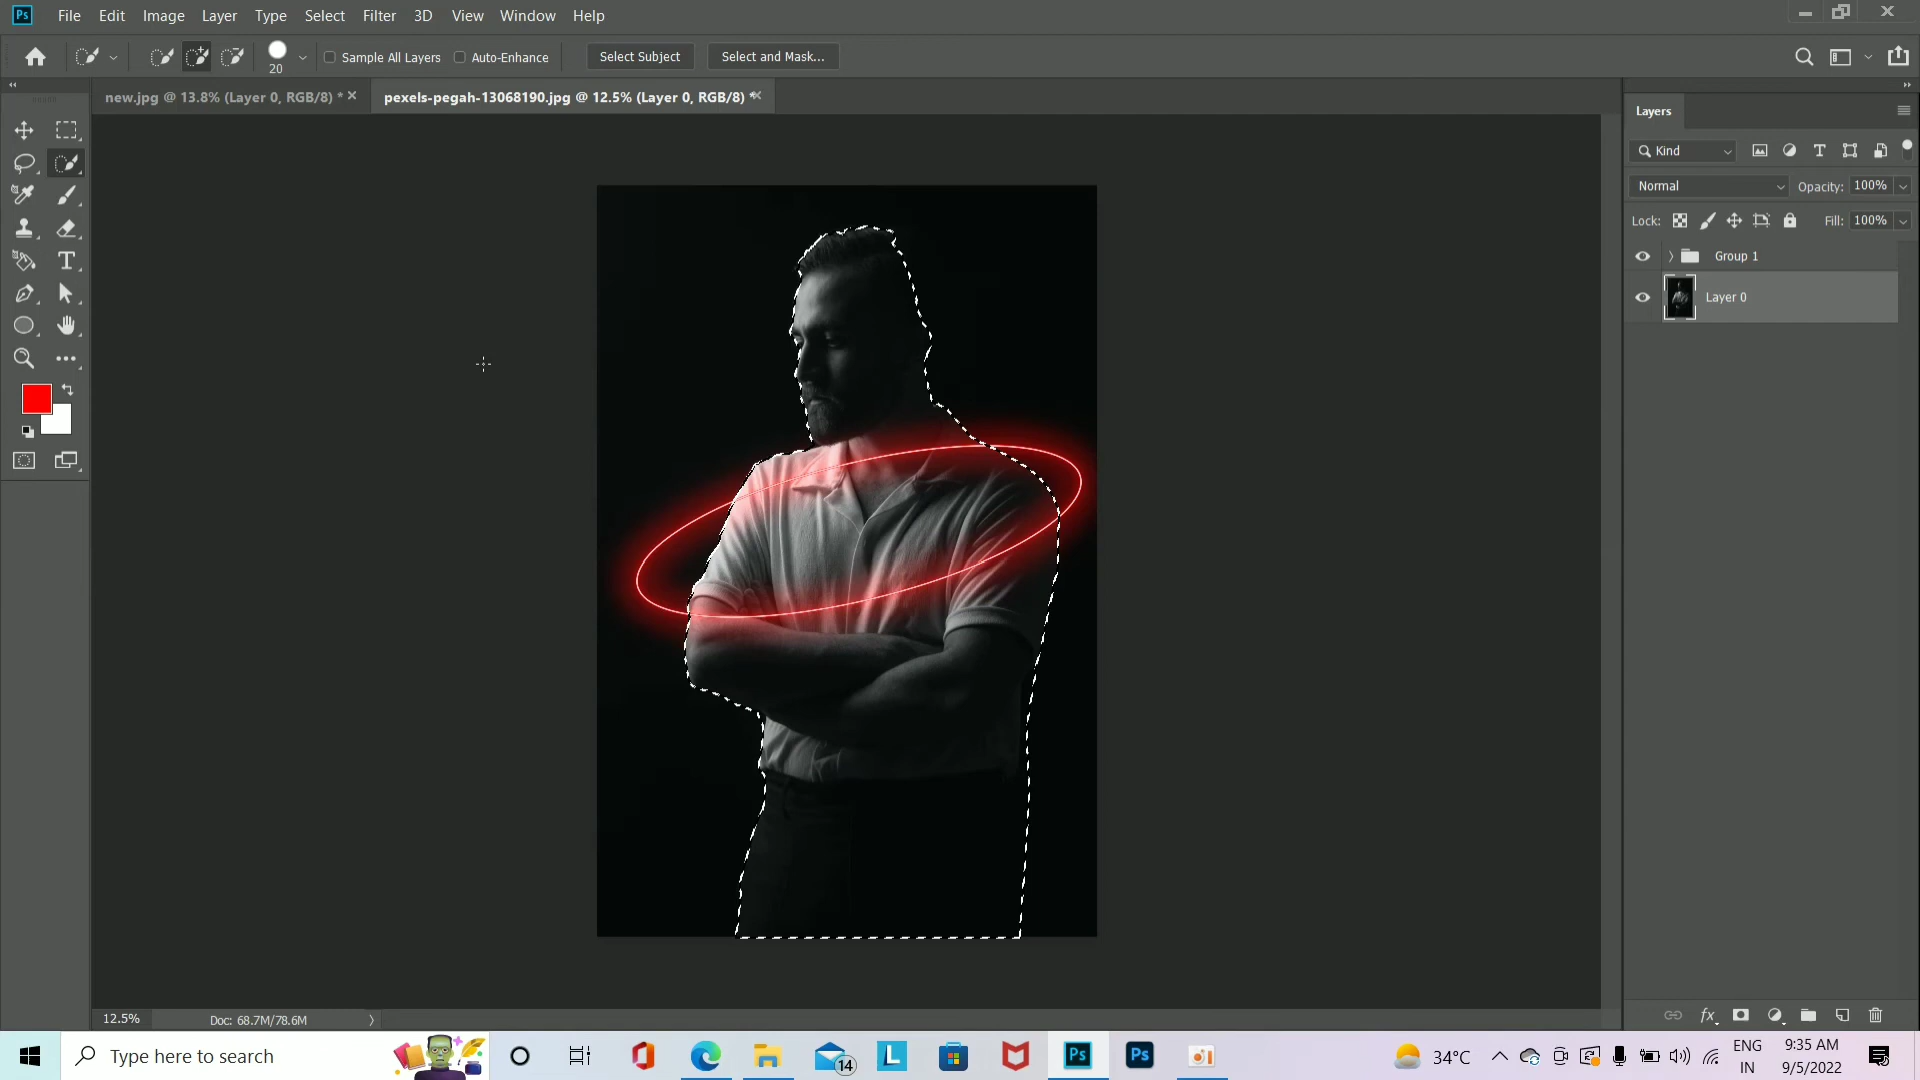 Ps File Edit Image Layer Type Select Filter 3D View Window Help
20 Sample All Layers Auto-Enhance Select Subject Select and Mask...
new.jpg @ 13.8% (Layer 0, RGB/8) * × pexels-pegah-13068190.jpg @ 12.5% (Layer 0, RGB/8) * ×
Layers
Kind
Normal Opacity: 100%
Lock: Fill: 100%
Group 1
Layer 0
12.5% Doc: 68.7M/78.6M
Type here to search 14 L Ps Ps 34°C ENG IN 9:35 AM 9/5/2022